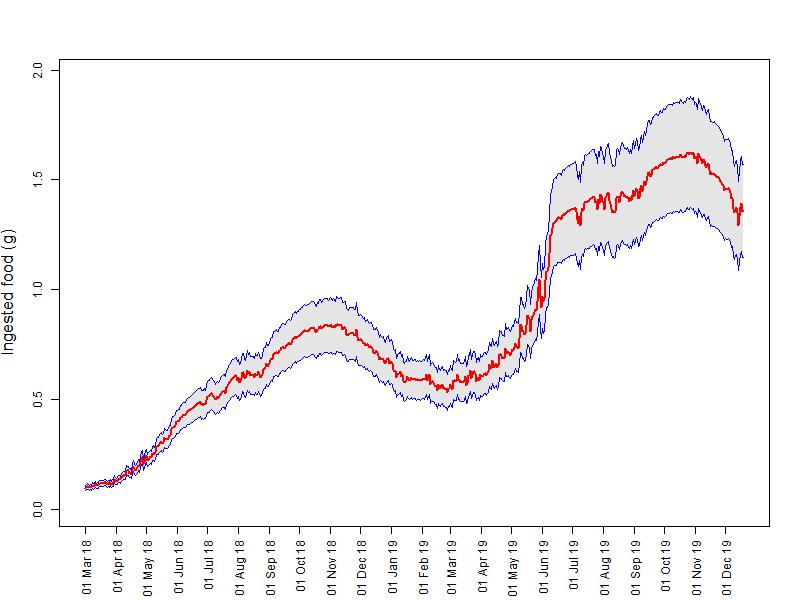 Ingested food (g)
2.0
1.5
1.0
0.5
0.0
01 Mar 18
01 Apr 18
01 May 18
01 Jun 18
01 Jul 18
01 Aug 18
01 Sep 18
01 Oct 18
01 Nov 18
01 Dec 18
01 Jan 19
01 Feb 19
01 Mar 19
01 Apr 19
01 May 19
01 Jun 19
01 Jul 19
01 Aug 19
01 Sep 19
01 Oct 19
01 Nov 19
01 Dec 19